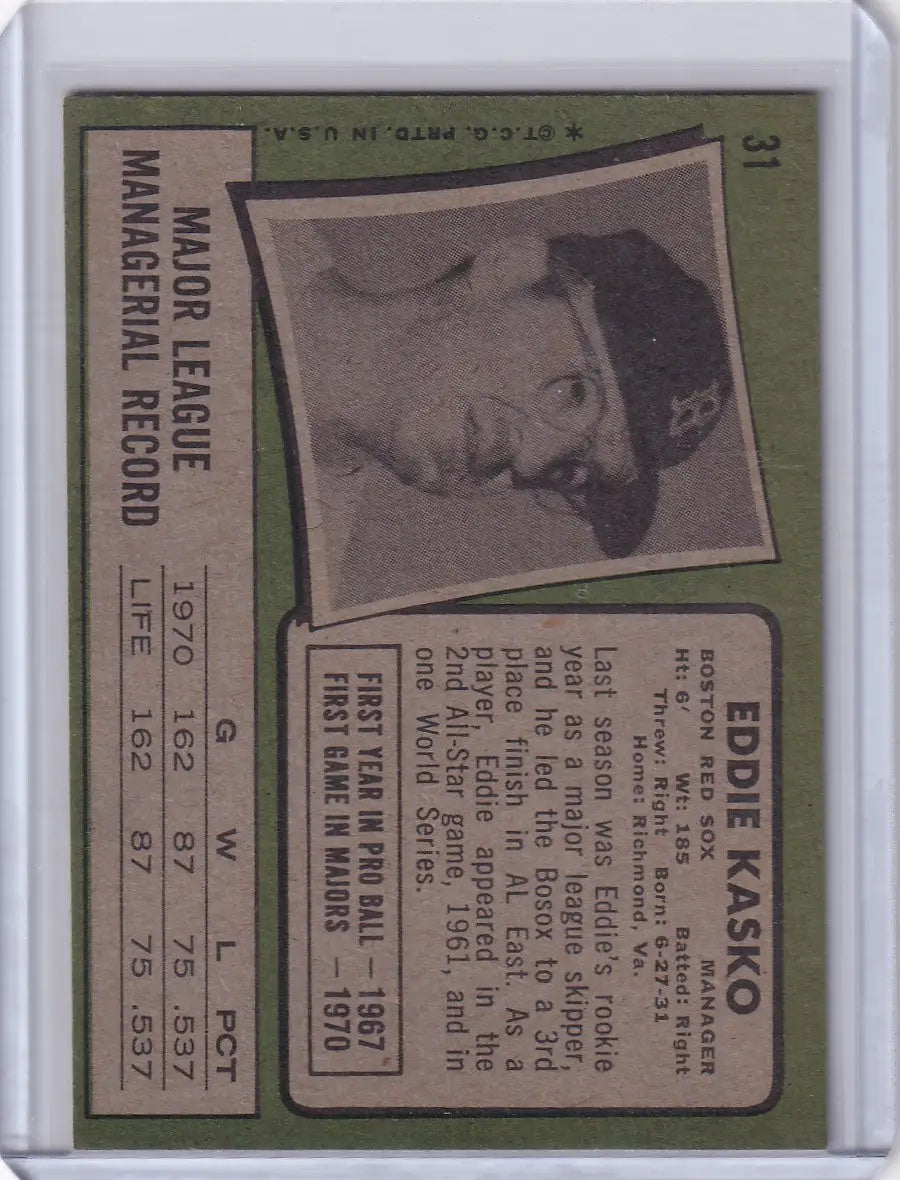 31
* ©T.C.G. PRTD. IN U.S.A.
B
EDDIE KASKO
BOSTON RED SOX MANAGER
Ht: 6' Wt: 185 Batted: Right
Threw: Right Born: 6-27-31
Home: Richmond, Va.
Last season was Eddie's rookie
year as a major league skipper,
and he led the Bosox to a 3rd
place finish in AL East. As a
player, Eddie appeared in the
2nd All-Star game, 1961, and in
one World Series.
FIRST YEAR IN PRO BALL — 1967
FIRST GAME IN MAJORS — 1970
MAJOR LEAGUE
MANAGERIAL RECORD
G W L PCT
1970 162 87 75 .537
LIFE 162 87 75 .537